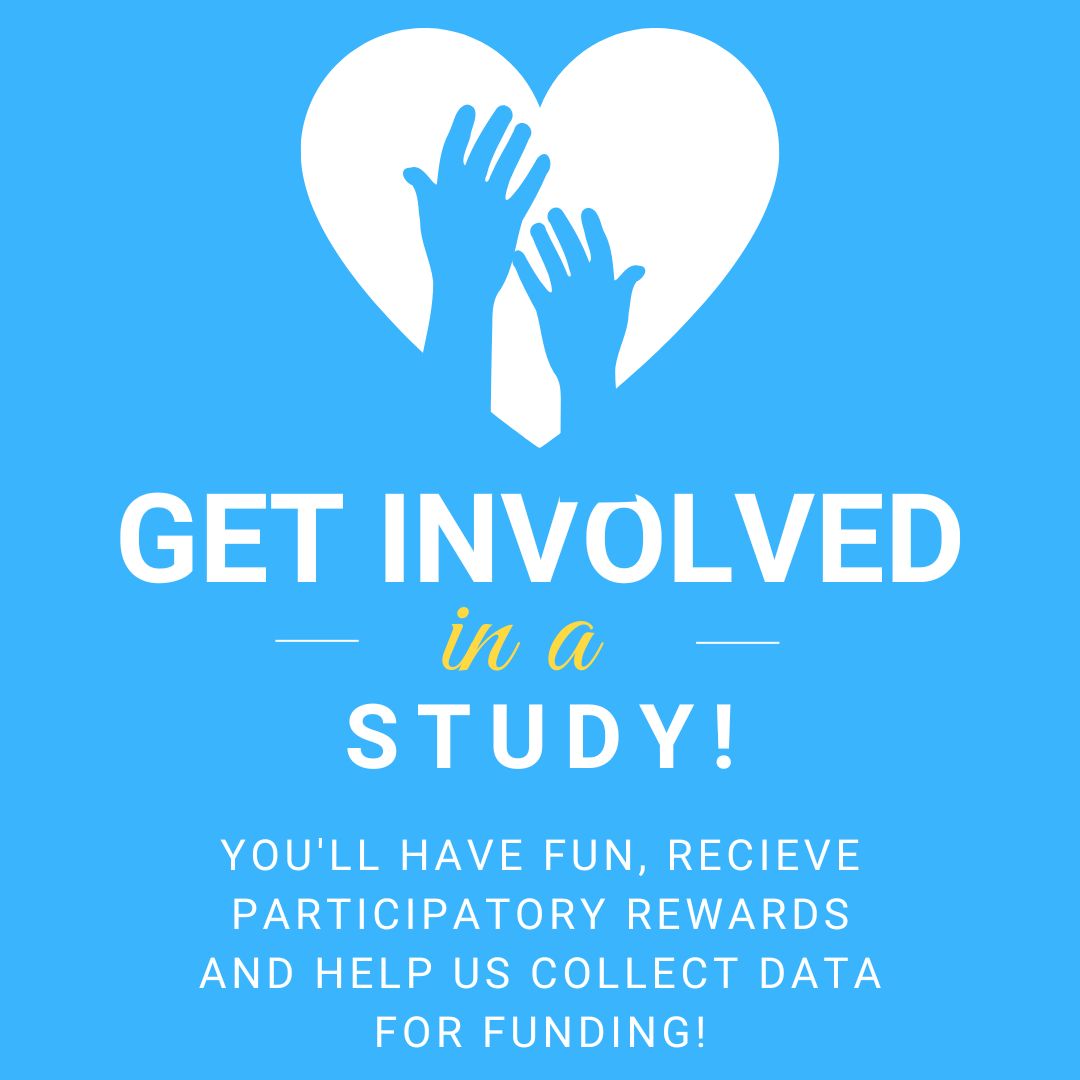 GET INVOLVED
in a
STUDY!
YOU'LL HAVE FUN, RECIEVE
PARTICIPATORY REWARDS
AND HELP US COLLECT DATA
FOR FUNDING!